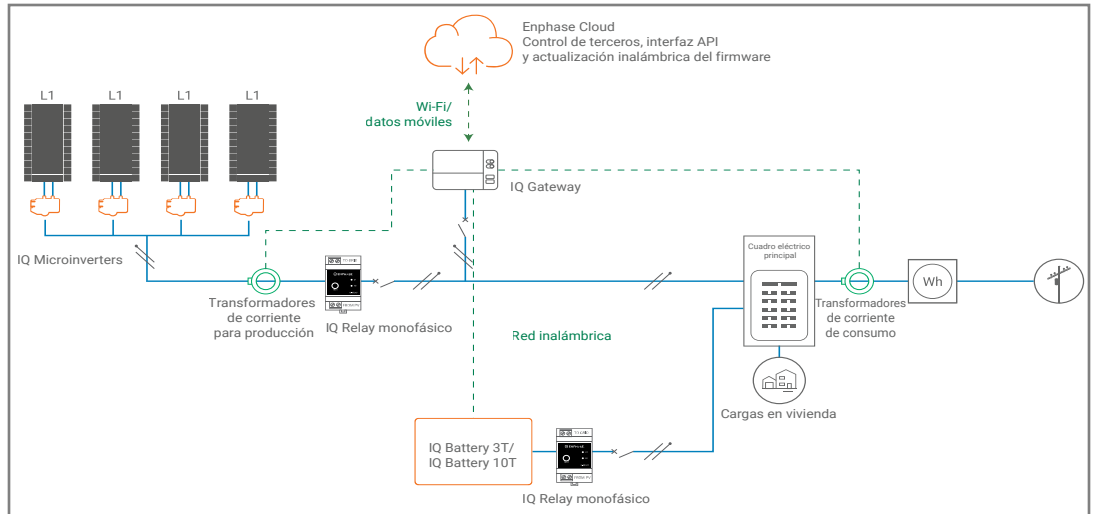 Enphase Cloud
Control de terceros, interfaz API
y actualización inalámbrica del firmware
L1
L1
L1
L1
Wi-Fi/
datos móviles
IQ Gateway
IQ Microinverters
Cuadro eléctrico
principal
Wh
Transformadores
de corriente
para producción
IQ Relay monofásico
Transformadores
de corriente
de consumo
Red inalámbrica
Cargas en vivienda
IQ Battery 3T/
IQ Battery 10T
IQ Relay monofásico